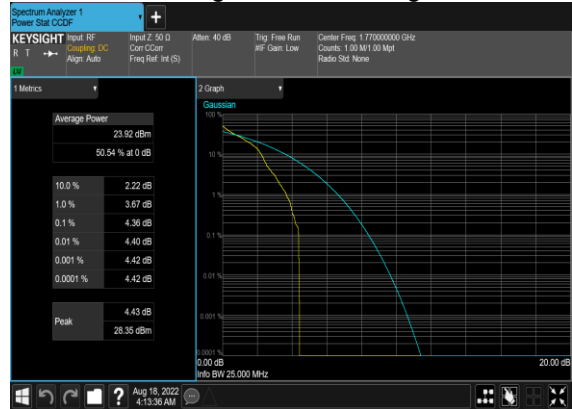 Spectrum Analyzer 1
Power Stat CCDF
KEYSIGHT
R T
LXI
Input: RF
Coupling: DC
Align: Auto
Input Z: 50 Ω
Corr CCorr
Freq Ref: Int (S)
Atten: 40 dB
Trig: Free Run
#IF Gain: Low
Center Freq: 1.770000000 GHz
Counts: 1.00 M/1.00 Mpt
Radio Std: None
1 Metrics
Average Power
23.92 dBm
50.54 % at 0 dB
10.0 % 2.22 dB
1.0 % 3.67 dB
0.1 % 4.36 dB
0.01 % 4.40 dB
0.001 % 4.42 dB
0.0001 % 4.42 dB
Peak
4.43 dB
28.35 dBm
2 Graph
Gaussian
100 %
10 %
1 %
0.1 %
0.01 %
0.001 %
0.0001 %
0.00 dB
20.00 dB
Info BW 25.000 MHz
?
Aug 18, 2022
4:13:36 AM